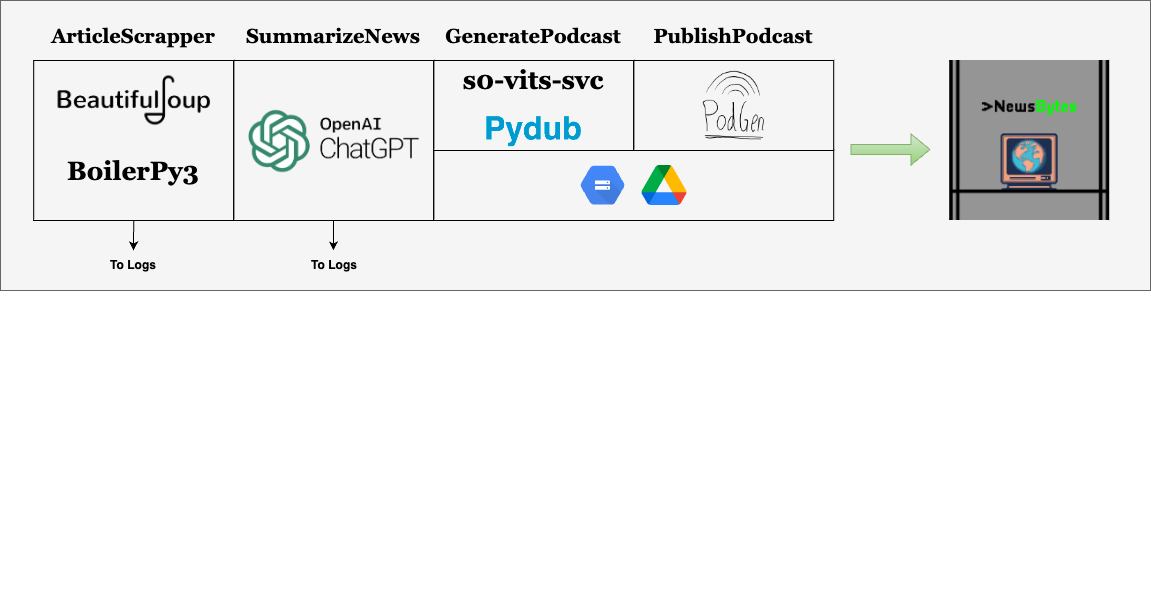 ArticleScrapper
SummarizeNews
GeneratePodcast
PublishPodcast
BeautifulSoup
BoilerPy3
OpenAI
ChatGPT
so-vits-svc
Pydub
PodGen
>NewsBytes
To Logs
To Logs